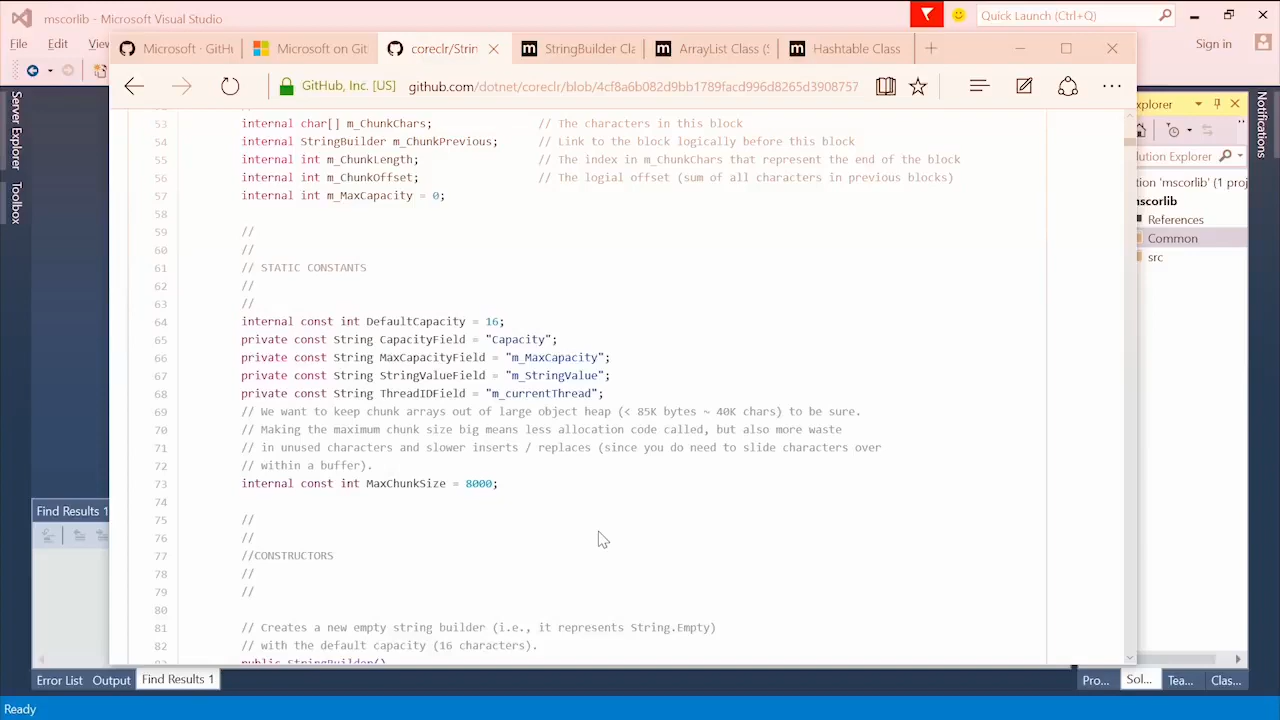 mscorlib - Microsoft Visual Studio
Quick Launch (Ctrl+Q)
File Edit
Sign in
Microsoft · GitHu
Microsoft on Git
coreclr/Strin
StringBuilder Cla
ArrayList Class (S
Hashtable Class
GitHub, Inc. [US] github.com/dotnet/coreclr/blob/4cf8a6b082d9bb1789facd996d8265d3908757
Server Explorer
Toolbox
Notifications
53 internal char[] m_ChunkChars; // The characters in this block
54 internal StringBuilder m_ChunkPrevious; // Link to the block logically before this block
55 internal int m_ChunkLength; // The index in m_ChunkChars that represent the end of the block
56 internal int m_ChunkOffset; // The logial offset (sum of all characters in previous blocks)
57 internal int m_MaxCapacity = 0;
58
59 //
60 //
61 // STATIC CONSTANTS
62 //
63 //
64 internal const int DefaultCapacity = 16;
65 private const String CapacityField = "Capacity";
66 private const String MaxCapacityField = "m_MaxCapacity";
67 private const String StringValueField = "m_StringValue";
68 private const String ThreadIDField = "m_currentThread";
69 // We want to keep chunk arrays out of large object heap (< 85K bytes ~ 40K chars) to be sure.
70 // Making the maximum chunk size big means less allocation code called, but also more waste
71 // in unused characters and slower inserts / replaces (since you do need to slide characters over
72 // within a buffer).
73 internal const int MaxChunkSize = 8000;
74
75 //
76 //
77 //CONSTRUCTORS
78 //
79 //
80
81 // Creates a new empty string builder (i.e., it represents String.Empty)
82 // with the default capacity (16 characters).
public StringBuilder()
xplorer
lution Explorer
tion 'mscorlib' (1 proj
scorlib
References
Common
src
Find Results 1
Error List Output Find Results 1
Pro... Sol... Tea... Clas...
Ready